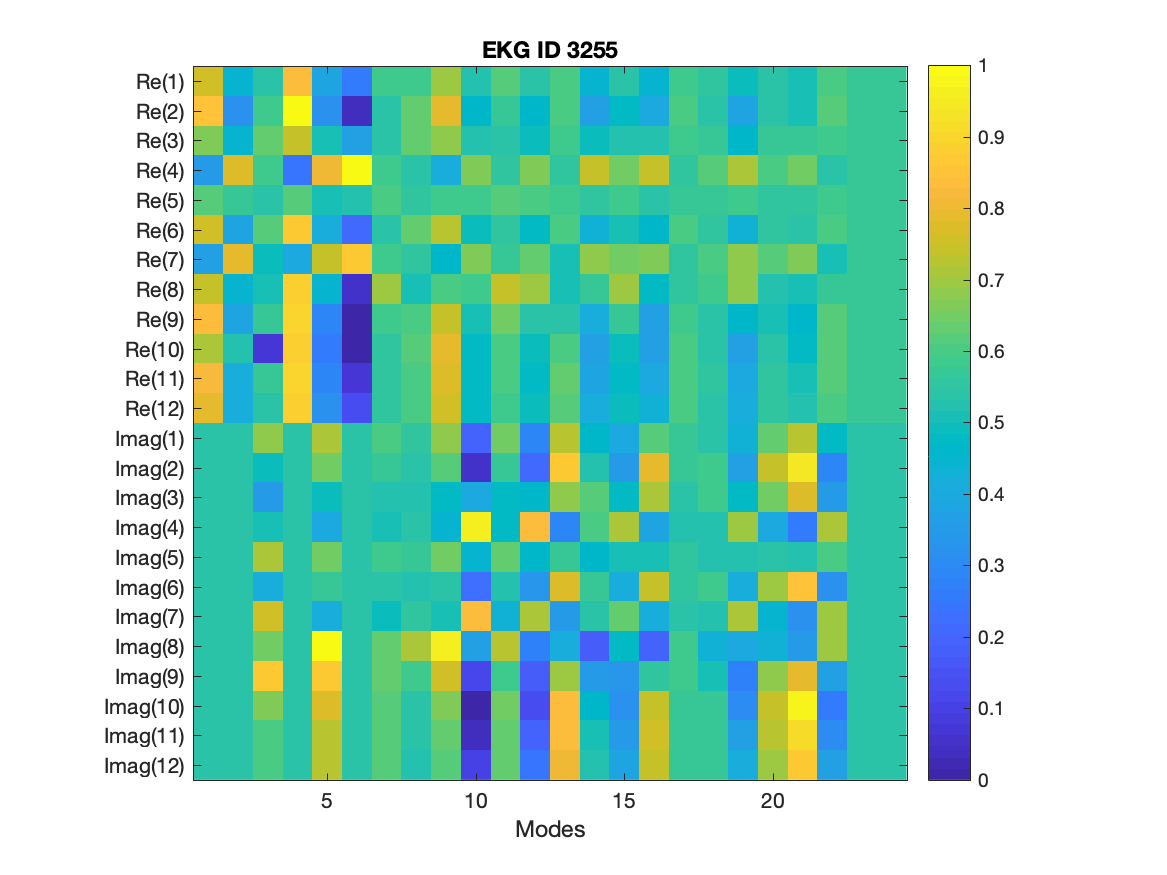 EKG ID 3255
Re(1)
Re(2)
Re(3)
Re(4)
Re(5)
Re(6)
Re(7)
Re(8)
Re(9)
Re(10)
Re(11)
Re(12)
Imag(1)
Imag(2)
Imag(3)
Imag(4)
Imag(5)
Imag(6)
Imag(7)
Imag(8)
Imag(9)
Imag(10)
Imag(11)
Imag(12)
5 10 15 20
Modes
1
0.9
0.8
0.7
0.6
0.5
0.4
0.3
0.2
0.1
0